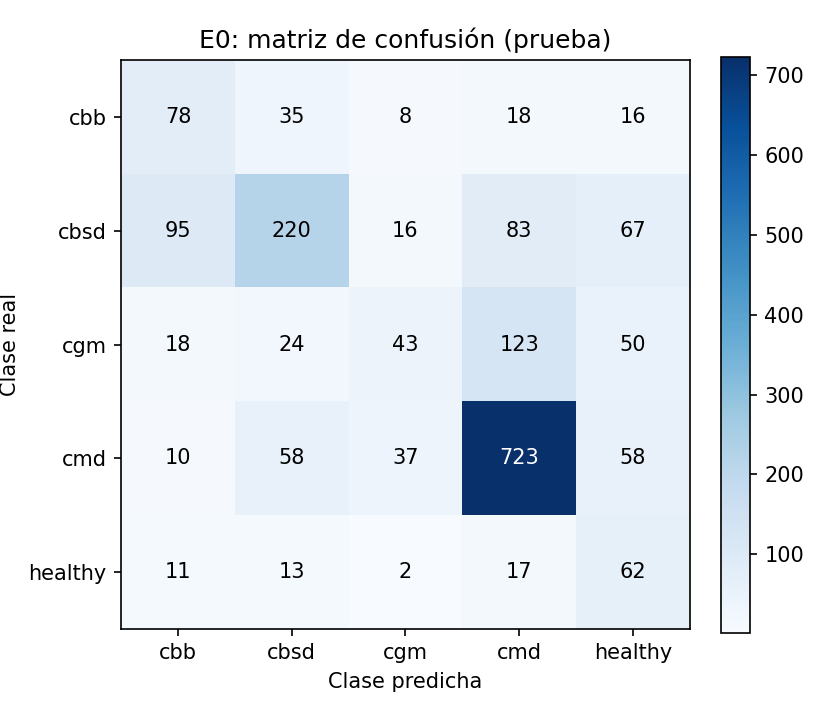 E0: matriz de confusión (prueba)
Clase real
cbb 78 35 8 18 16
cbsd 95 220 16 83 67
cgm 18 24 43 123 50
cmd 10 58 37 723 58
healthy 11 13 2 17 62
cbb cbsd cgm cmd healthy
Clase predicha
700
600
500
400
300
200
100